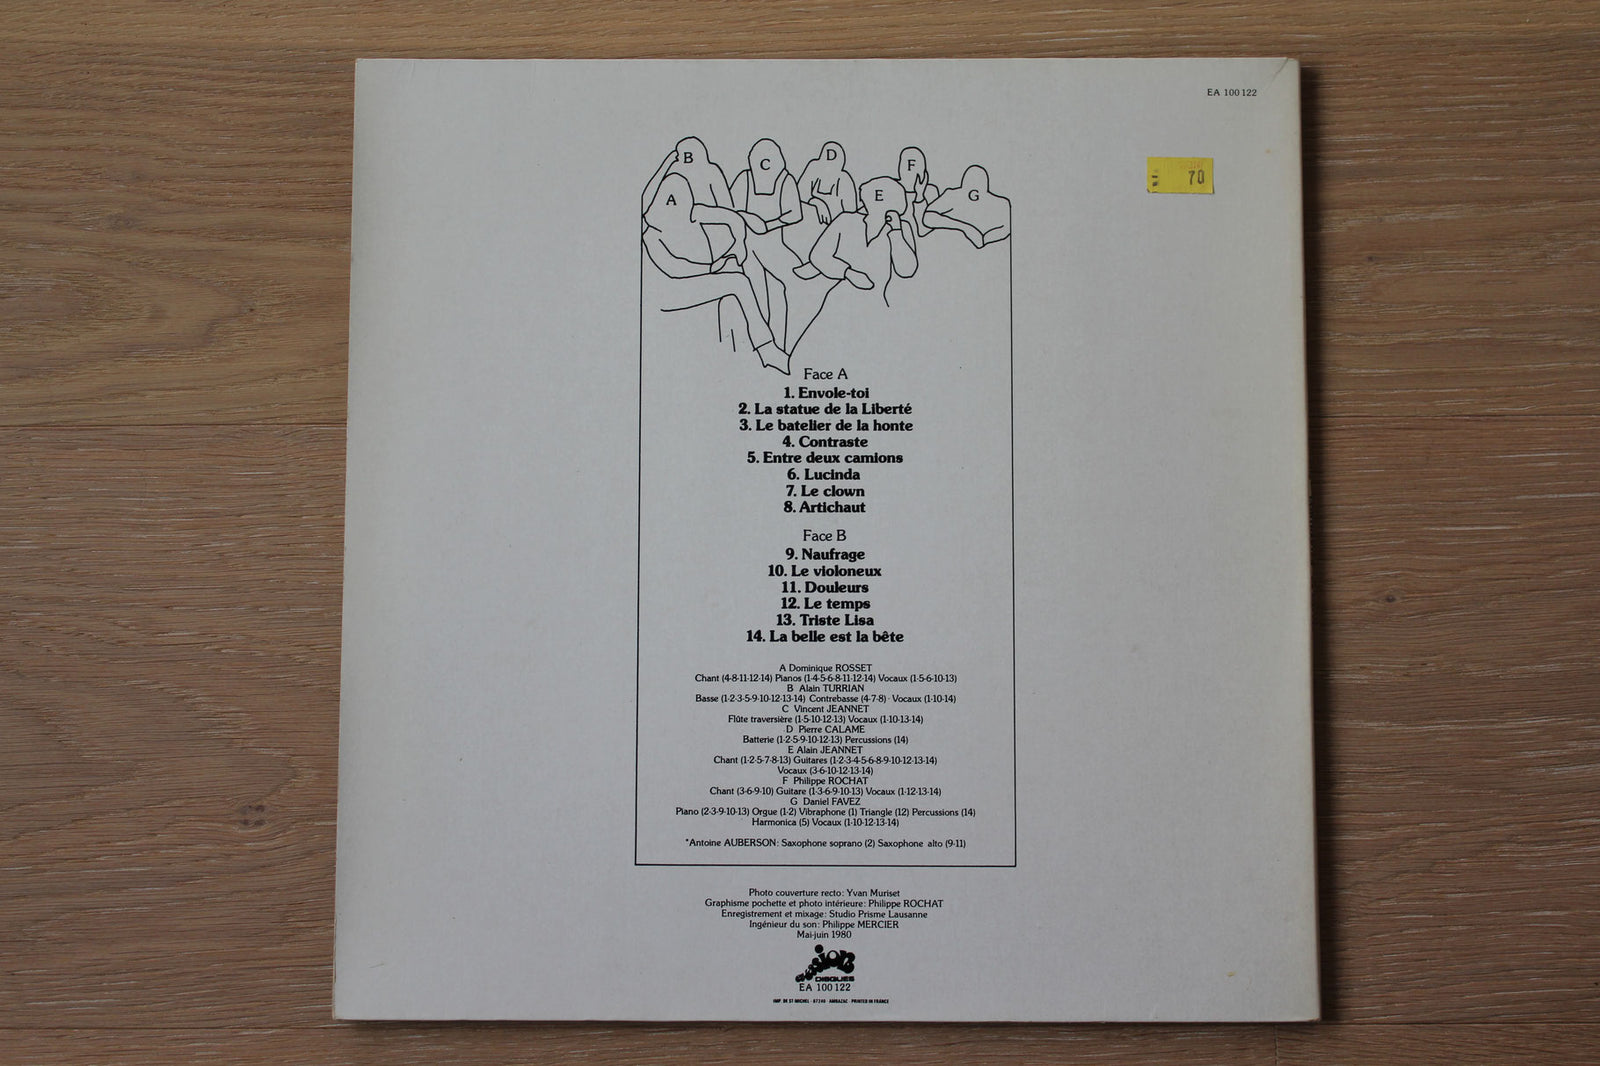 EA 100 122
70
B
C
D
F
A
E
G
Face A
1. Envole-toi
2. La statue de la Liberté
3. Le batelier de la honte
4. Contraste
5. Entre deux camions
6. Lucinda
7. Le clown
8. Artichaut
Face B
9. Naufrage
10. Le violoneux
11. Douleurs
12. Le temps
13. Triste Lisa
14. La belle est la bête
A Dominique ROSSET
Chant (4-8-11-12-14) Pianos (1-4-5-6-8-11-12-14) Vocaux (1-5-6-10-13)
B Alain TURRIAN
Basse (1-2-3-5-9-10-12-13-14) Contrebasse (4-7-8) · Vocaux (1-10-14)
C Vincent JEANNET
Flûte traversière (1-5-10-12-13) Vocaux (1-10-13-14)
D Pierre CALAME
Batterie (1-2-5-9-10-12-13) Percussions (14)
E Alain JEANNET
Chant (1-2-5-7-8-13) Guitares (1-2-3-4-5-6-8-9-10-12-13-14)
Vocaux (3-6-10-12-13-14)
F Philippe ROCHAT
Chant (3-6-9-10) Guitare (1-3-6-9-10-13) Vocaux (1-12-13-14)
G Daniel FAVEZ
Piano (2-3-9-10-13) Orgue (1-2) Vibraphone (1) Triangle (12) Percussions (14)
Harmonica (5) Vocaux (1-10-12-13-14)
*Antoine AUBERSON: Saxophone soprano (2) Saxophone alto (9-11)
Photo couverture recto: Yvan Muriset
Graphisme pochette et photo intérieure: Philippe ROCHAT
Enregistrement et mixage: Studio Prisme Lausanne
Ingénieur du son: Philippe MERCIER
Mai-juin 1980
DISQUES
EA 100 122
IMP. DE ST-MICHEL - 87240 - AMBAZAC - PRINTED IN FRANCE